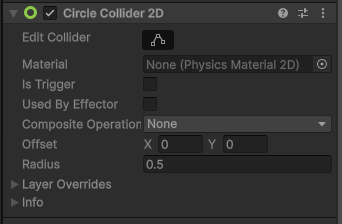 Circle Collider 2D
Edit Collider
Material None (Physics Material 2D)
Is Trigger
Used By Effector
Composite Operation None
Offset X 0 Y 0
Radius 0.5
Layer Overrides
Info